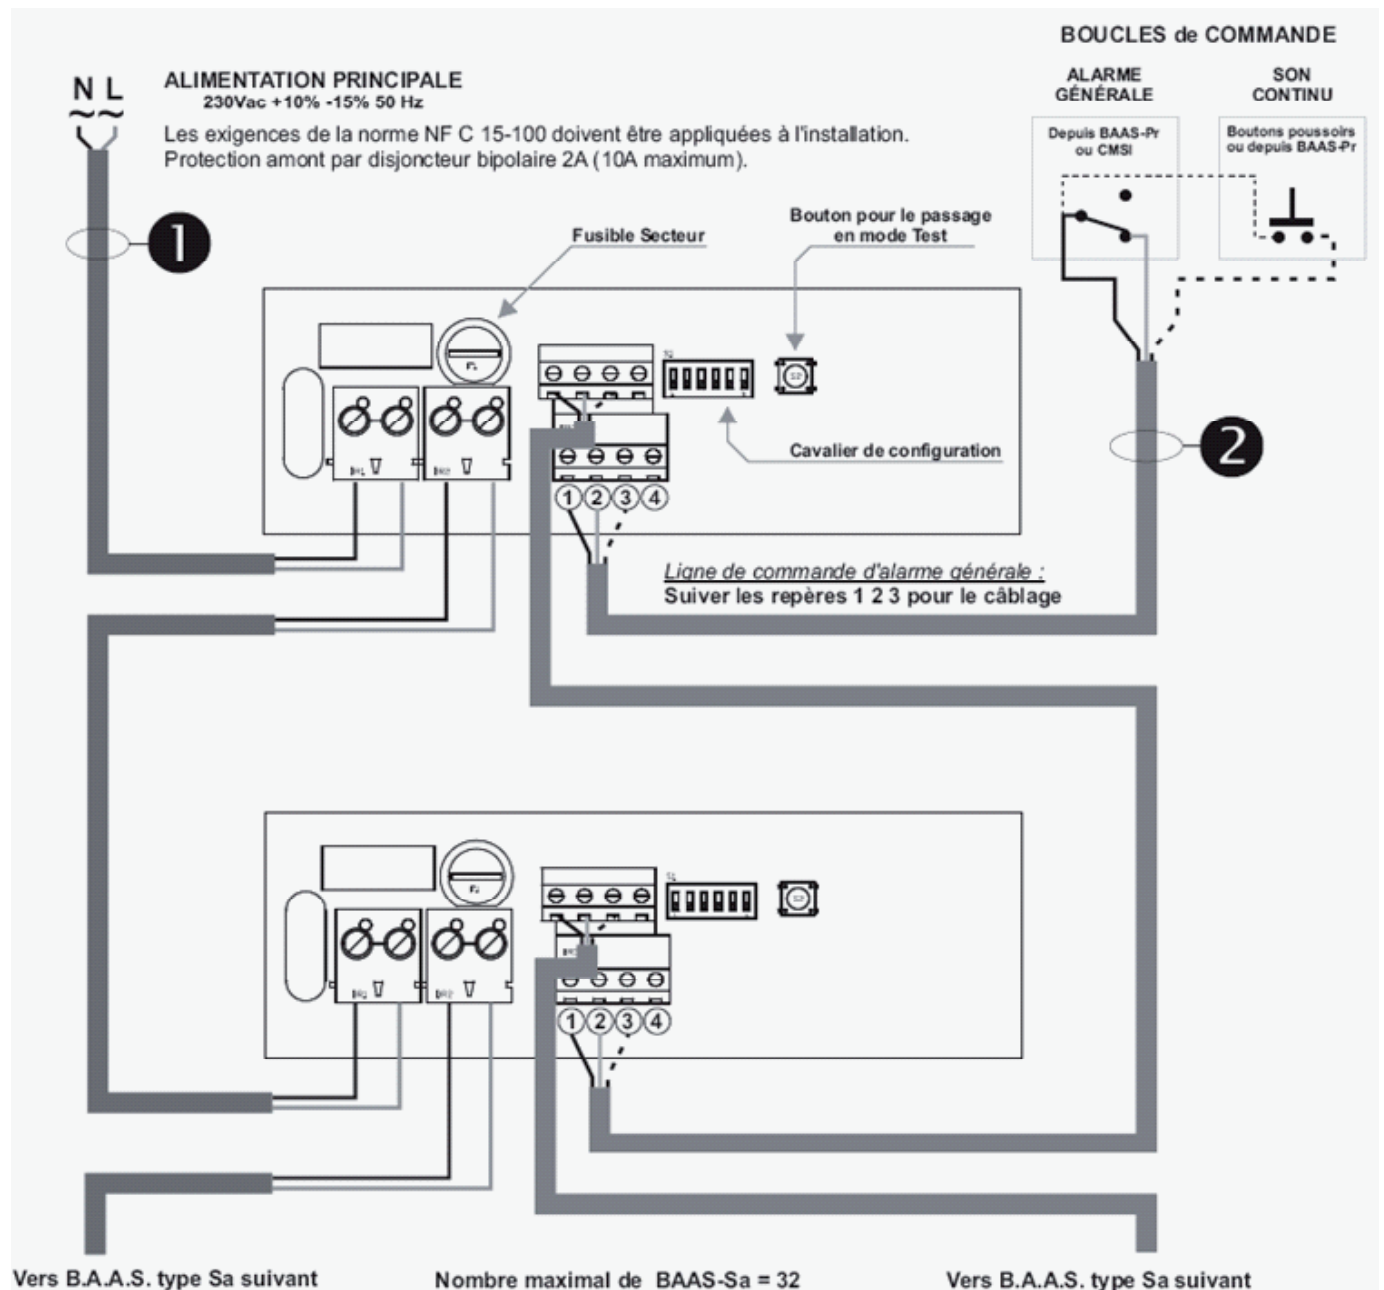 BOUCLES de COMMANDE
N L
ALIMENTATION PRINCIPALE
230Vac +10% -15% 50 Hz
Les exigences de la norme NF C 15-100 doivent être appliquées à l'installation.
Protection amont par disjoncteur bipolaire 2A (10A maximum).
ALARME
GÉNÉRALE
SON
CONTINU
Depuis BAAS-Pr
ou CMSI
Boutons poussoirs
ou depuis BAAS-Pr
1
Fusible Secteur
Bouton pour le passage
en mode Test
S2
Cavalier de configuration
2
1 2 3 4
Ligne de commande d'alarme générale :
Suiver les repères 1 2 3 pour le câblage
S2
1 2 3 4
Vers B.A.A.S. type Sa suivant
Nombre maximal de BAAS-Sa = 32
Vers B.A.A.S. type Sa suivant